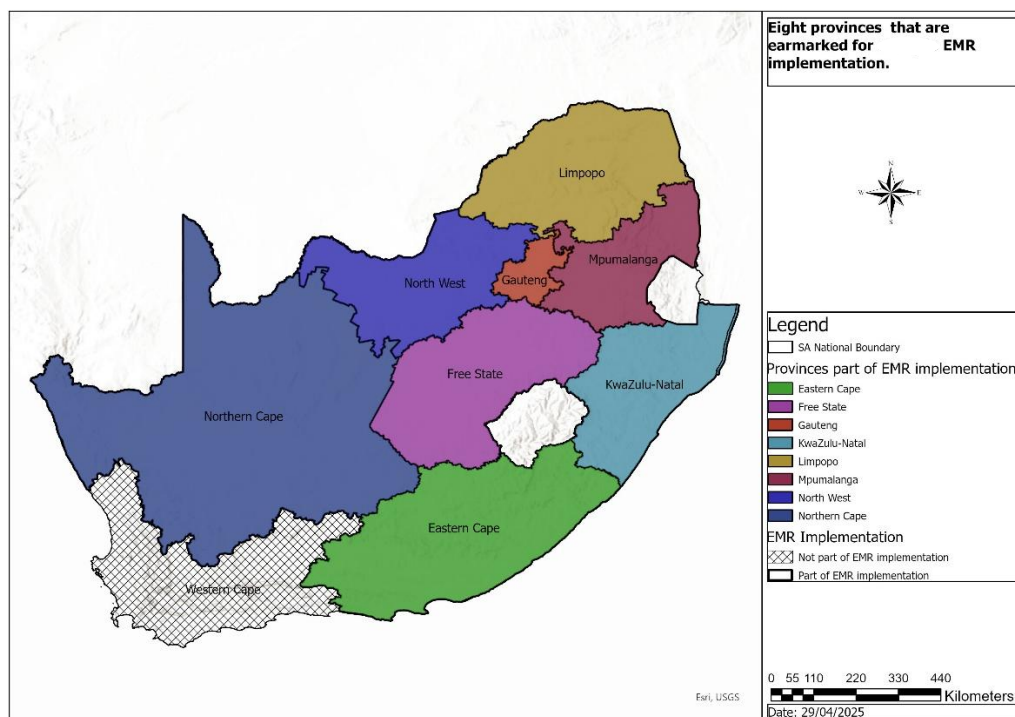 Eight provinces that are
earmarked for EMR
implementation.
N
W
E
S
Limpopo
Mpumalanga
Gauteng
North West
Free State
KwaZulu-Natal
Northern Cape
Eastern Cape
Western Cape
Esri, USGS
Legend
SA National Boundary
Provinces part of EMR implementation
Eastern Cape
Free State
Gauteng
KwaZulu-Natal
Limpopo
Mpumalanga
North West
Northern Cape
EMR Implementation
Not part of EMR implementation
Part of EMR implementation
0 55 110 220 330 440
Kilometers
Date: 29/04/2025